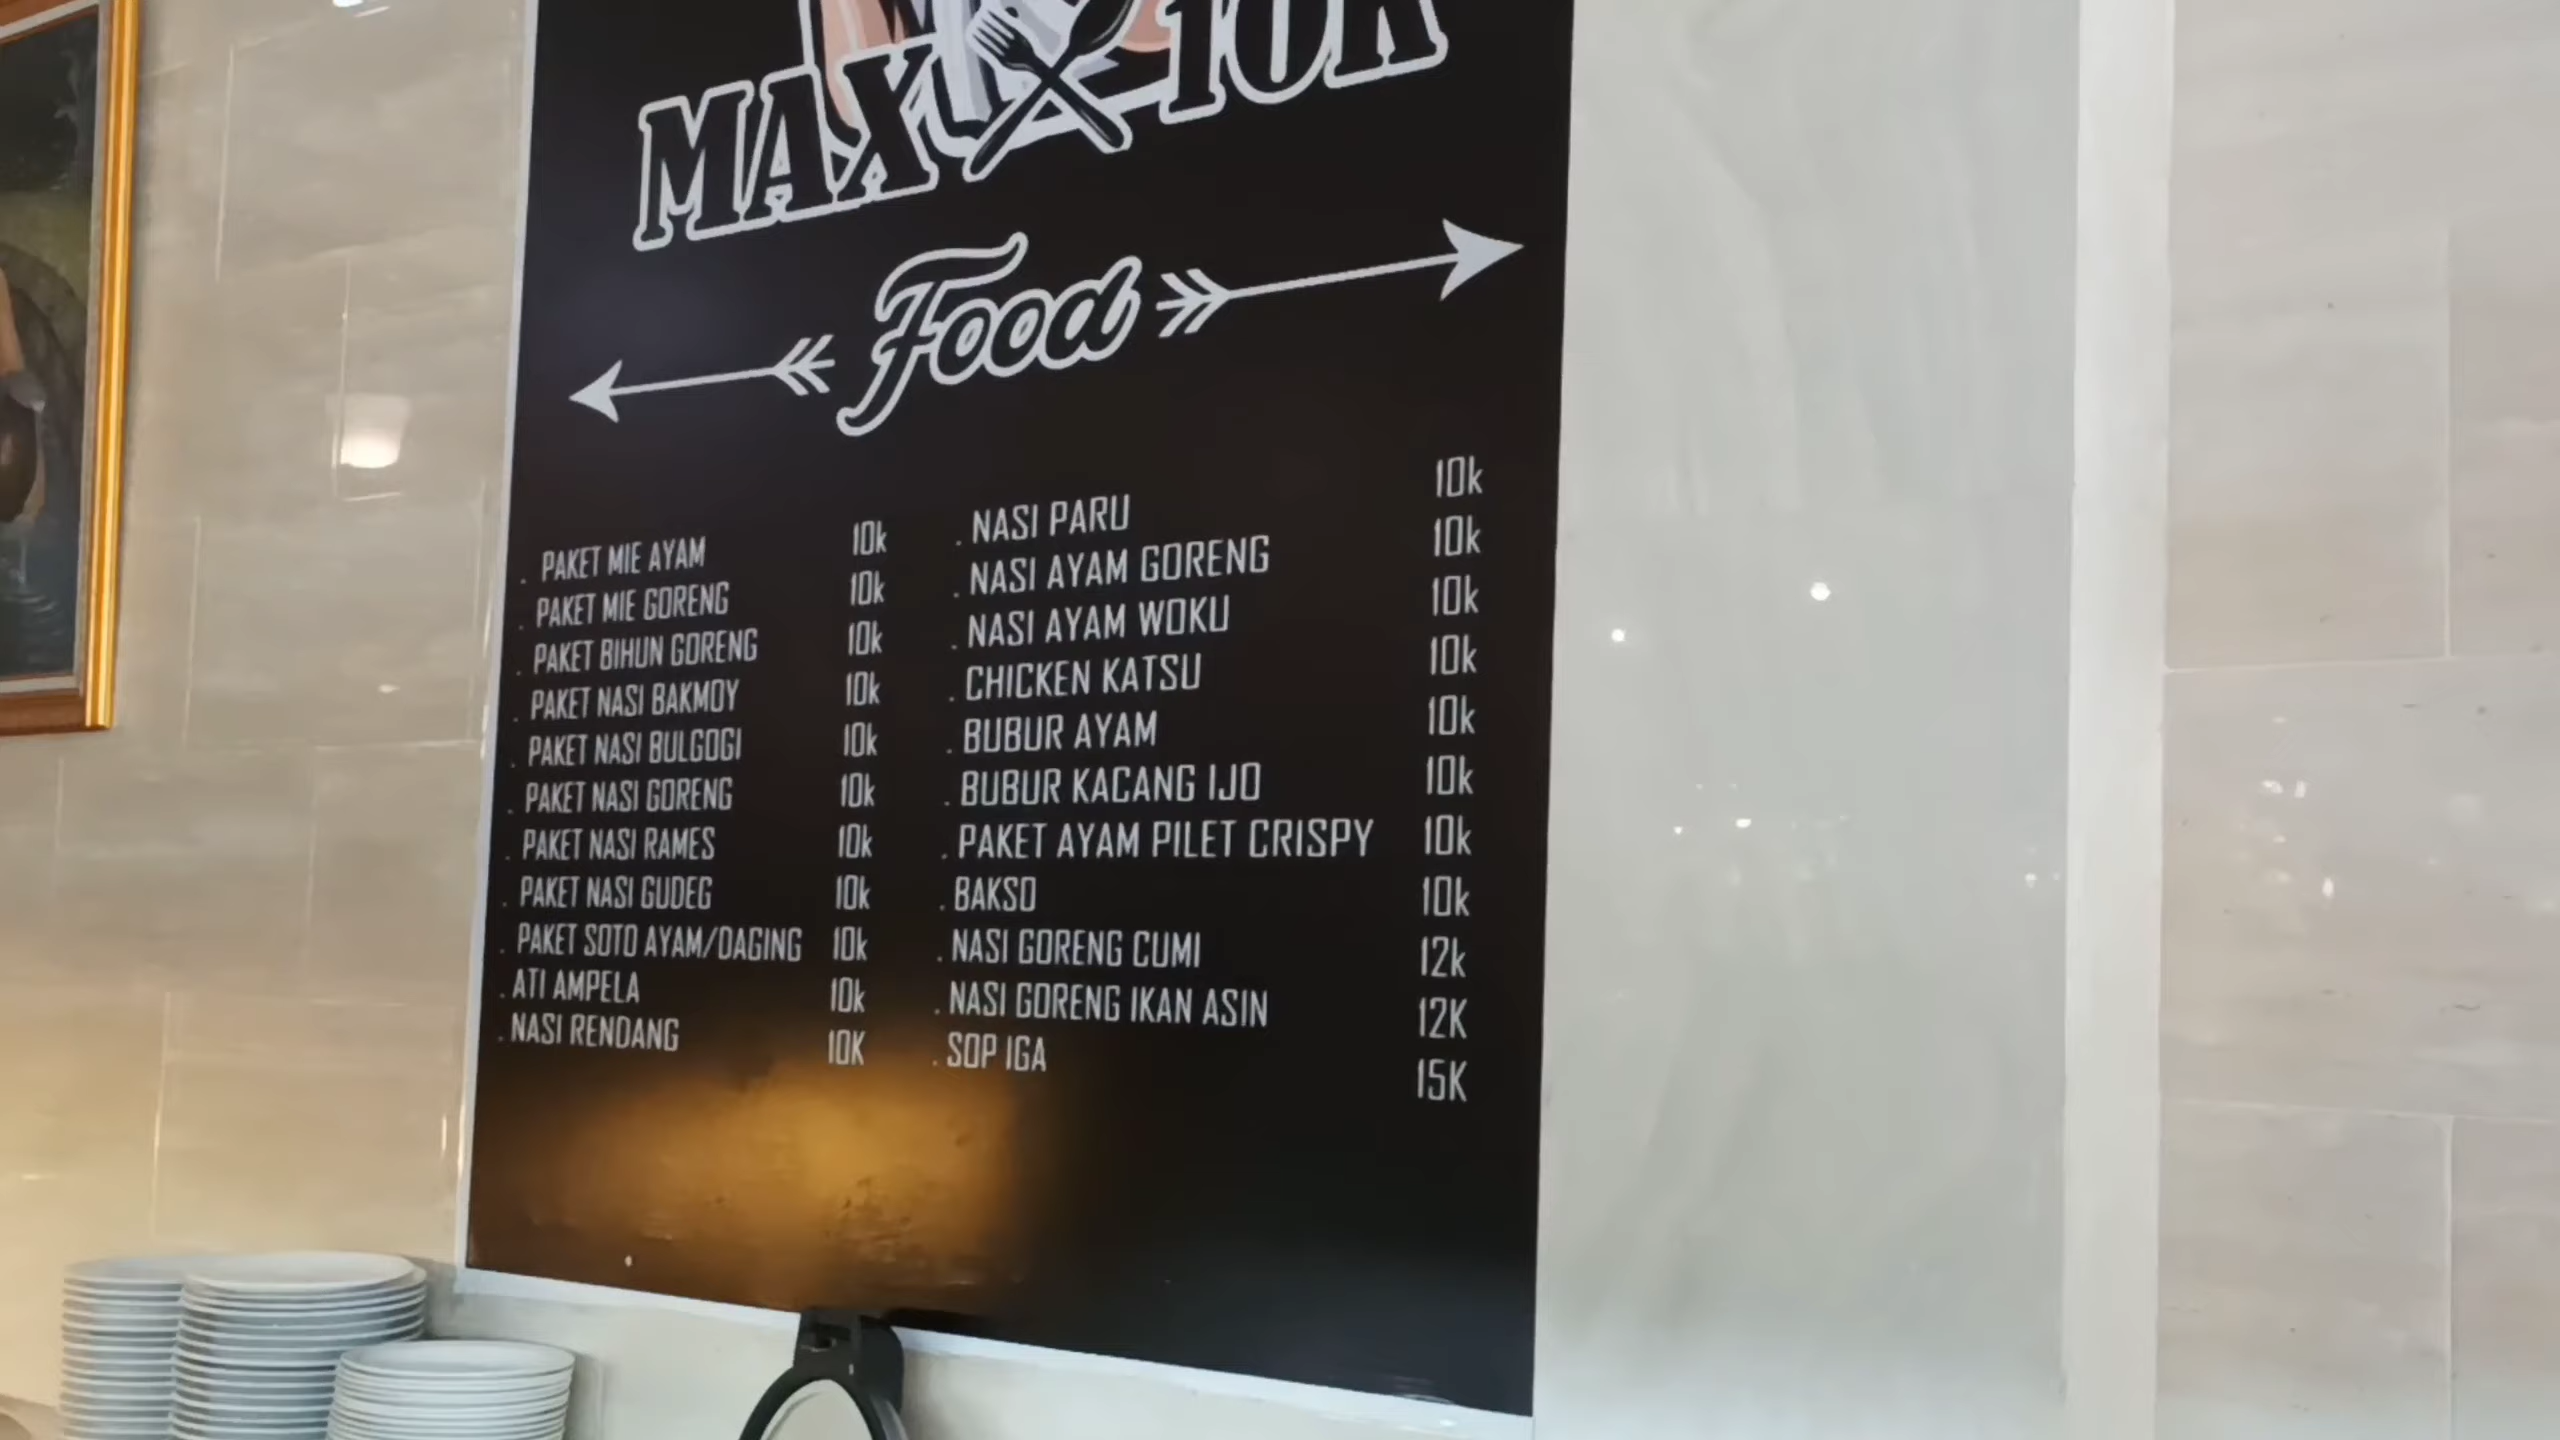 MAX 10K
Food
. PAKET MIE AYAM 10k
. PAKET MIE GORENG 10k
. PAKET BIHUN GORENG 10k
. PAKET NASI BAKMOY 10k
. PAKET NASI BULGOGI 10k
. PAKET NASI GORENG 10k
. PAKET NASI RAMES 10k
. PAKET NASI GUDEG 10k
. PAKET SOTO AYAM/DAGING 10k
. ATI AMPELA 10k
. NASI RENDANG 10K
. NASI PARU 10k
. NASI AYAM GORENG 10k
. NASI AYAM WOKU 10k
. CHICKEN KATSU 10k
. BUBUR AYAM 10k
. BUBUR KACANG IJO 10k
. PAKET AYAM PILET CRISPY 10k
. BAKSO 10k
. NASI GORENG CUMI 12k
. NASI GORENG IKAN ASIN 12K
. SOP IGA 15K